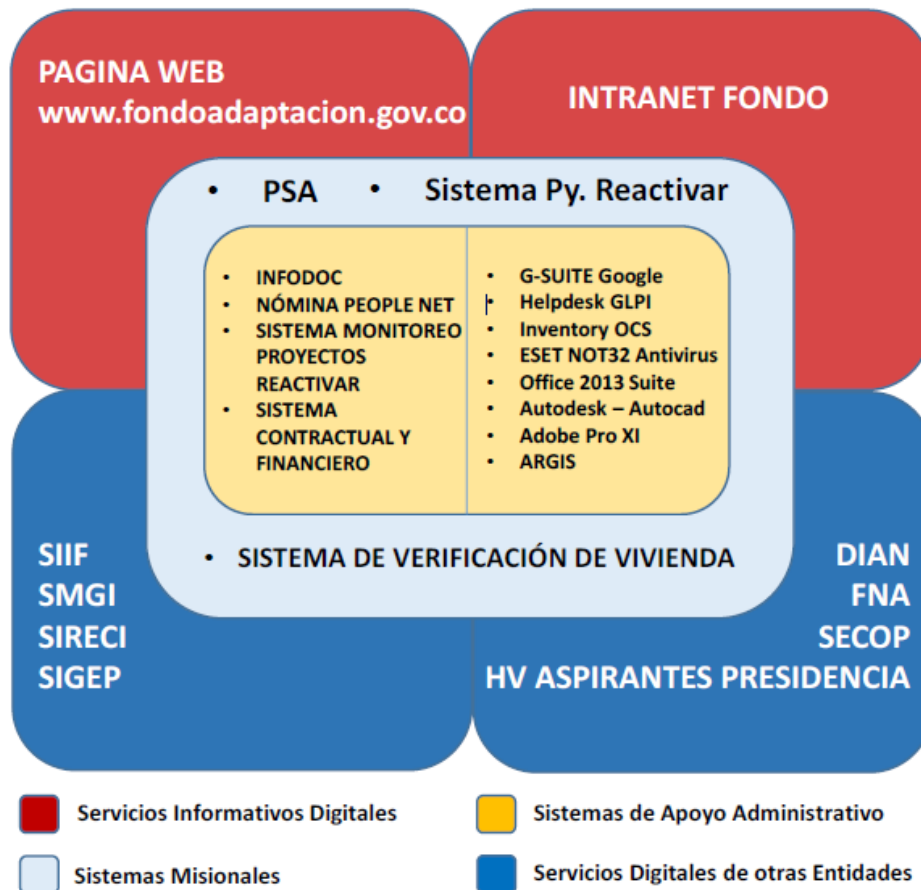 PAGINA WEB
www.fondoadaptacion.gov.co
INTRANET FONDO
• PSA • Sistema Py. Reactivar
• INFODOC
• NÓMINA PEOPLE NET
• SISTEMA MONITOREO
PROYECTOS
REACTIVAR
• SISTEMA
CONTRACTUAL Y
FINANCIERO
• G-SUITE Google
• Helpdesk GLPI
• Inventory OCS
• ESET NOT32 Antivirus
• Office 2013 Suite
• Autodesk – Autocad
• Adobe Pro XI
• ARGIS
• SISTEMA DE VERIFICACIÓN DE VIVIENDA
SIIF
SMGI
SIRECI
SIGEP
DIAN
FNA
SECOP
HV ASPIRANTES PRESIDENCIA
Servicios Informativos Digitales
Sistemas de Apoyo Administrativo
Sistemas Misionales
Servicios Digitales de otras Entidades